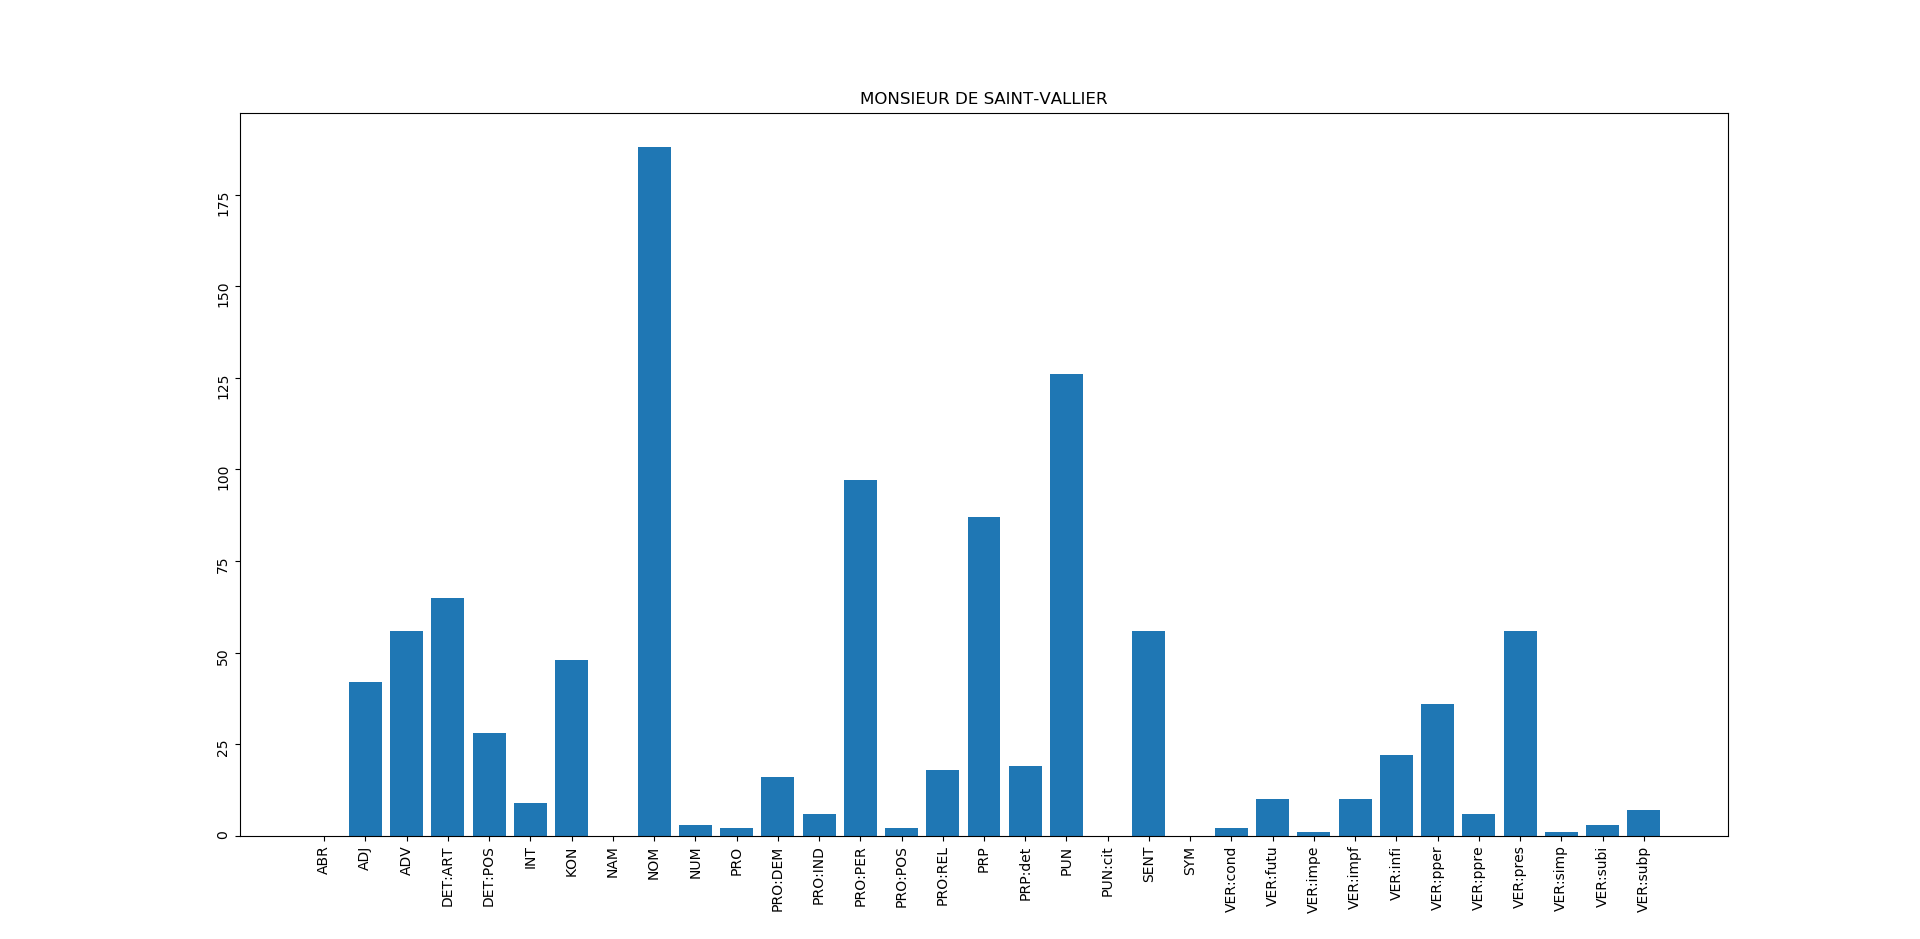 MONSIEUR DE SAINT-VALLIER
175
150
125
100
75
50
25
0
ABR
ADJ
ADV
DET:ART
DET:POS
INT
KON
NAM
NOM
NUM
PRO
PRO:DEM
PRO:IND
PRO:PER
PRO:POS
PRO:REL
PRP
PRP:det
PUN
PUN:cit
SENT
SYM
VER:cond
VER:futu
VER:impe
VER:impf
VER:infi
VER:pper
VER:ppre
VER:pres
VER:simp
VER:subi
VER:subp